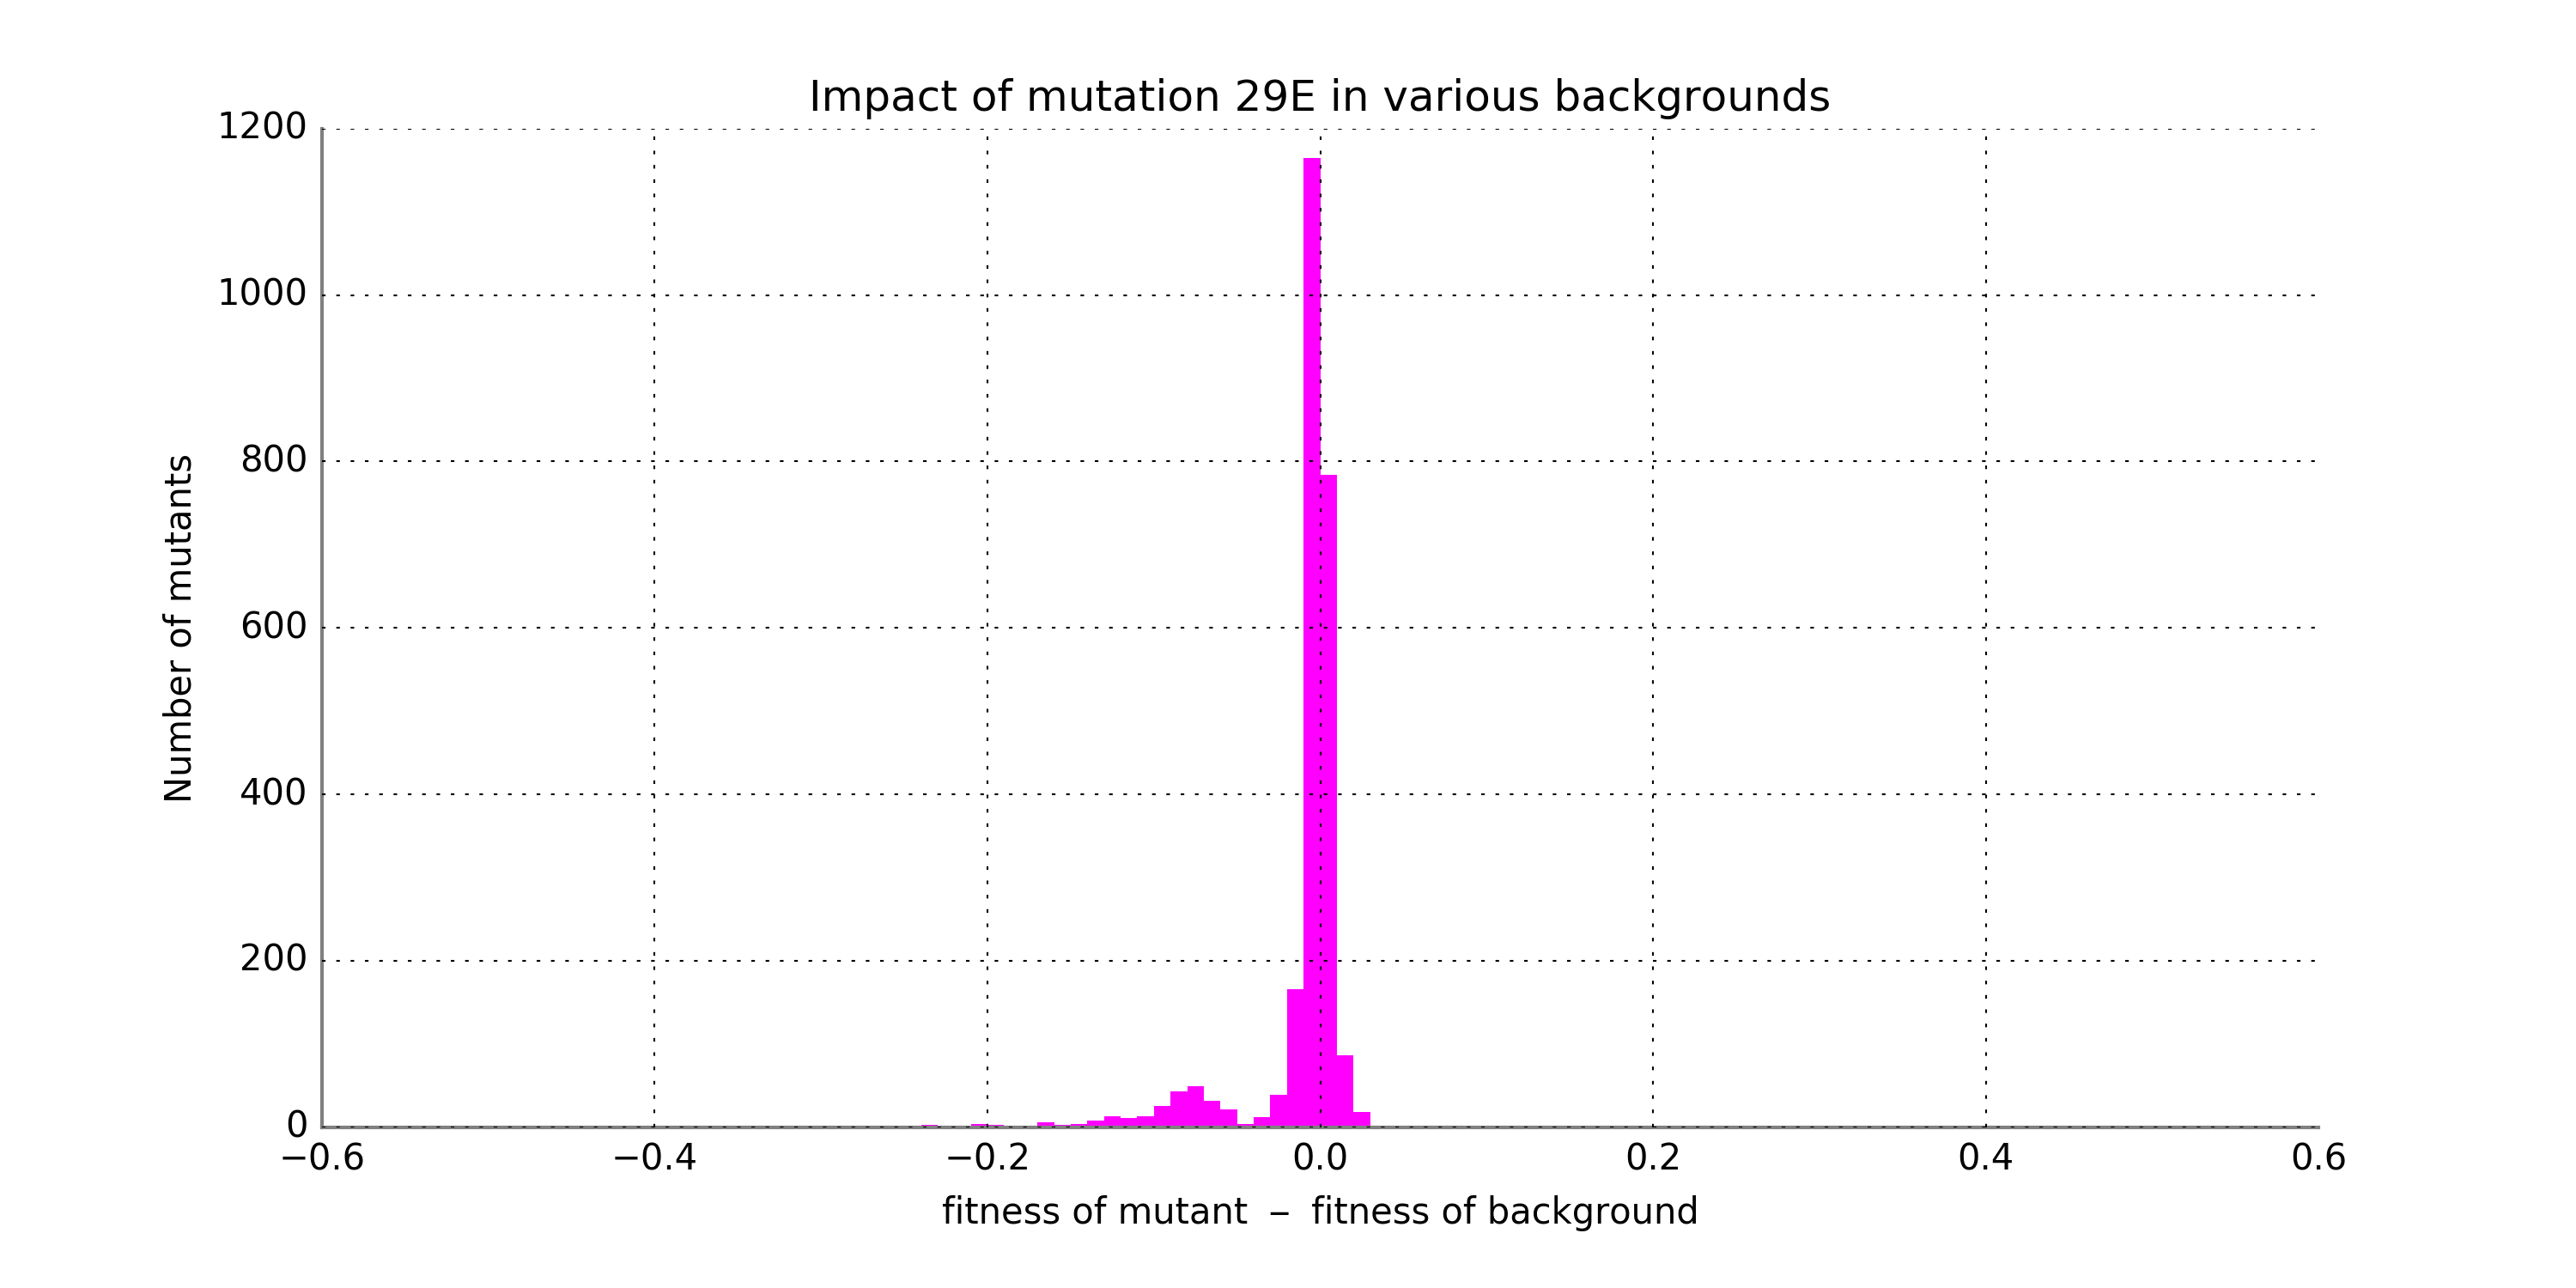 Impact of mutation 29E in various backgrounds
1200
1000
800
600
400
200
0
Number of mutants
−0.6 −0.4 −0.2 0.0 0.2 0.4 0.6
fitness of mutant − fitness of background